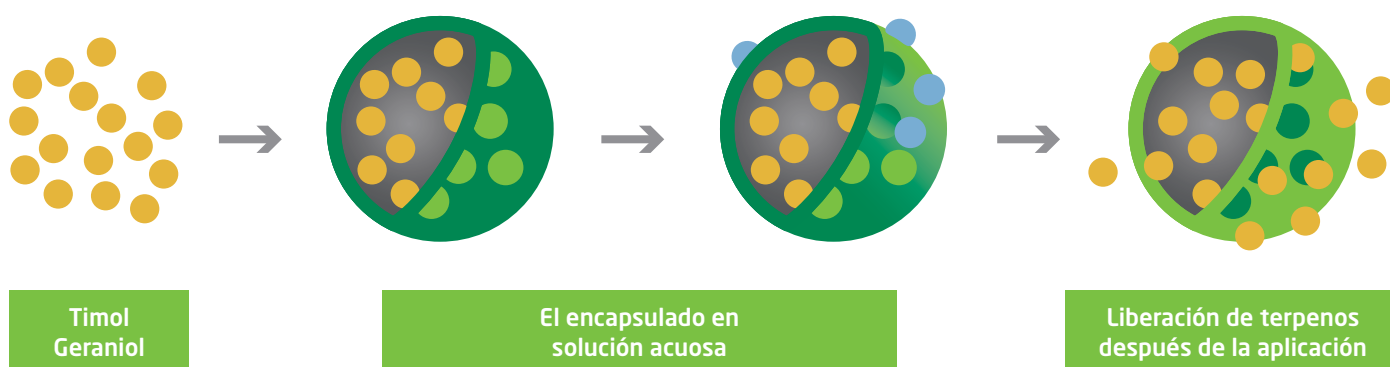 Timol
Geraniol
El encapsulado en
solución acuosa
Liberación de terpenos
después de la aplicación